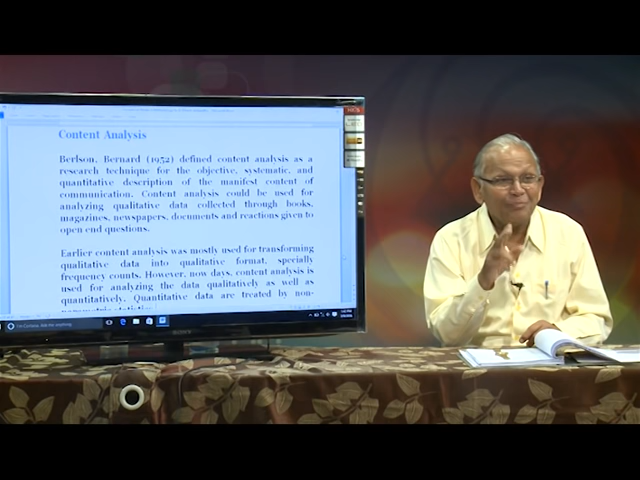 Content Analysis
Berlson, Bernard (1952) defined content analysis as a
research technique for the objective, systematic, and
quantitative description of the manifest content of
communication. Content analysis could be used for
analyzing qualitative data collected through books,
magazines, newspapers, documents and reactions given to
open end questions.
Earlier content analysis was mostly used for transforming
qualitative data into qualitative format, specially
frequency counts. However, now days, content analysis is
used for analyzing the data qualitatively as well as
quantitatively. Quantitative data are treated by non-